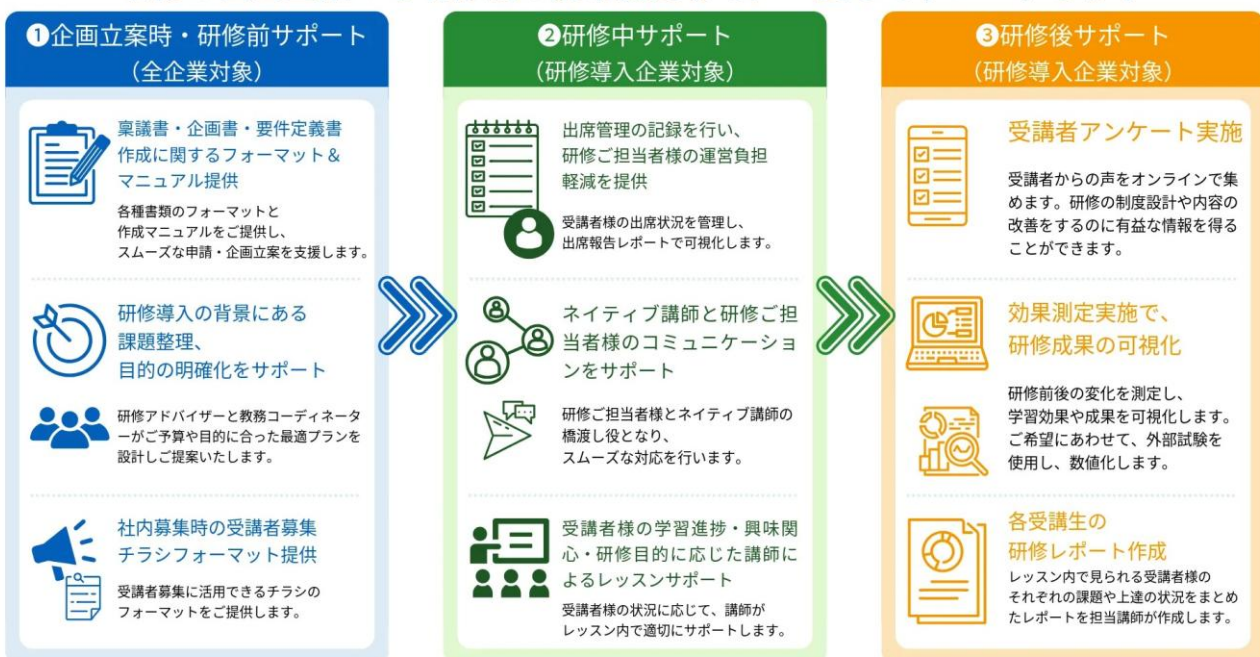 ❶企画立案時・研修前サポート
（全企業対象）
稟議書・企画書・要件定義書
作成に関するフォーマット＆
マニュアル提供
各種書類のフォーマットと
作成マニュアルをご提供し、
スムーズな申請・企画立案を支援します。
研修導入の背景にある
課題整理、
目的の明確化をサポート
研修アドバイザーと教務コーディネータ
ーがご予算や目的に合った最適プランを
設計しご提案いたします。
社内募集時の受講者募集
チラシフォーマット提供
受講者募集に活用できるチラシの
フォーマットをご提供します。
❷研修中サポート
（研修導入企業対象）
出席管理の記録を行い、
研修ご担当者様の運営負担
軽減を提供
受講者様の出席状況を管理し、
出席報告レポートで可視化します。
ネイティブ講師と研修ご担
当者様のコミュニケーショ
ンをサポート
研修ご担当者様とネイティブ講師の
橋渡し役となり、
スムーズな対応を行います。
受講者様の学習進捗・興味関
心・研修目的に応じた講師に
よるレッスンサポート
受講者様の状況に応じて、講師が
レッスン内で適切にサポートします。
❸研修後サポート
（研修導入企業対象）
受講者アンケート実施
受講者からの声をオンラインで集
めます。研修の制度設計や内容の
改善をするのに有益な情報を得る
ことができます。
効果測定実施で、
研修成果の可視化
研修前後の変化を測定し、
学習効果や成果を可視化します。
ご希望にあわせて、外部試験を
使用し、数値化します。
各受講生の
研修レポート作成
レッスン内で見られる受講者様の
それぞれの課題や上達の状況をまとめ
たレポートを担当講師が作成します。